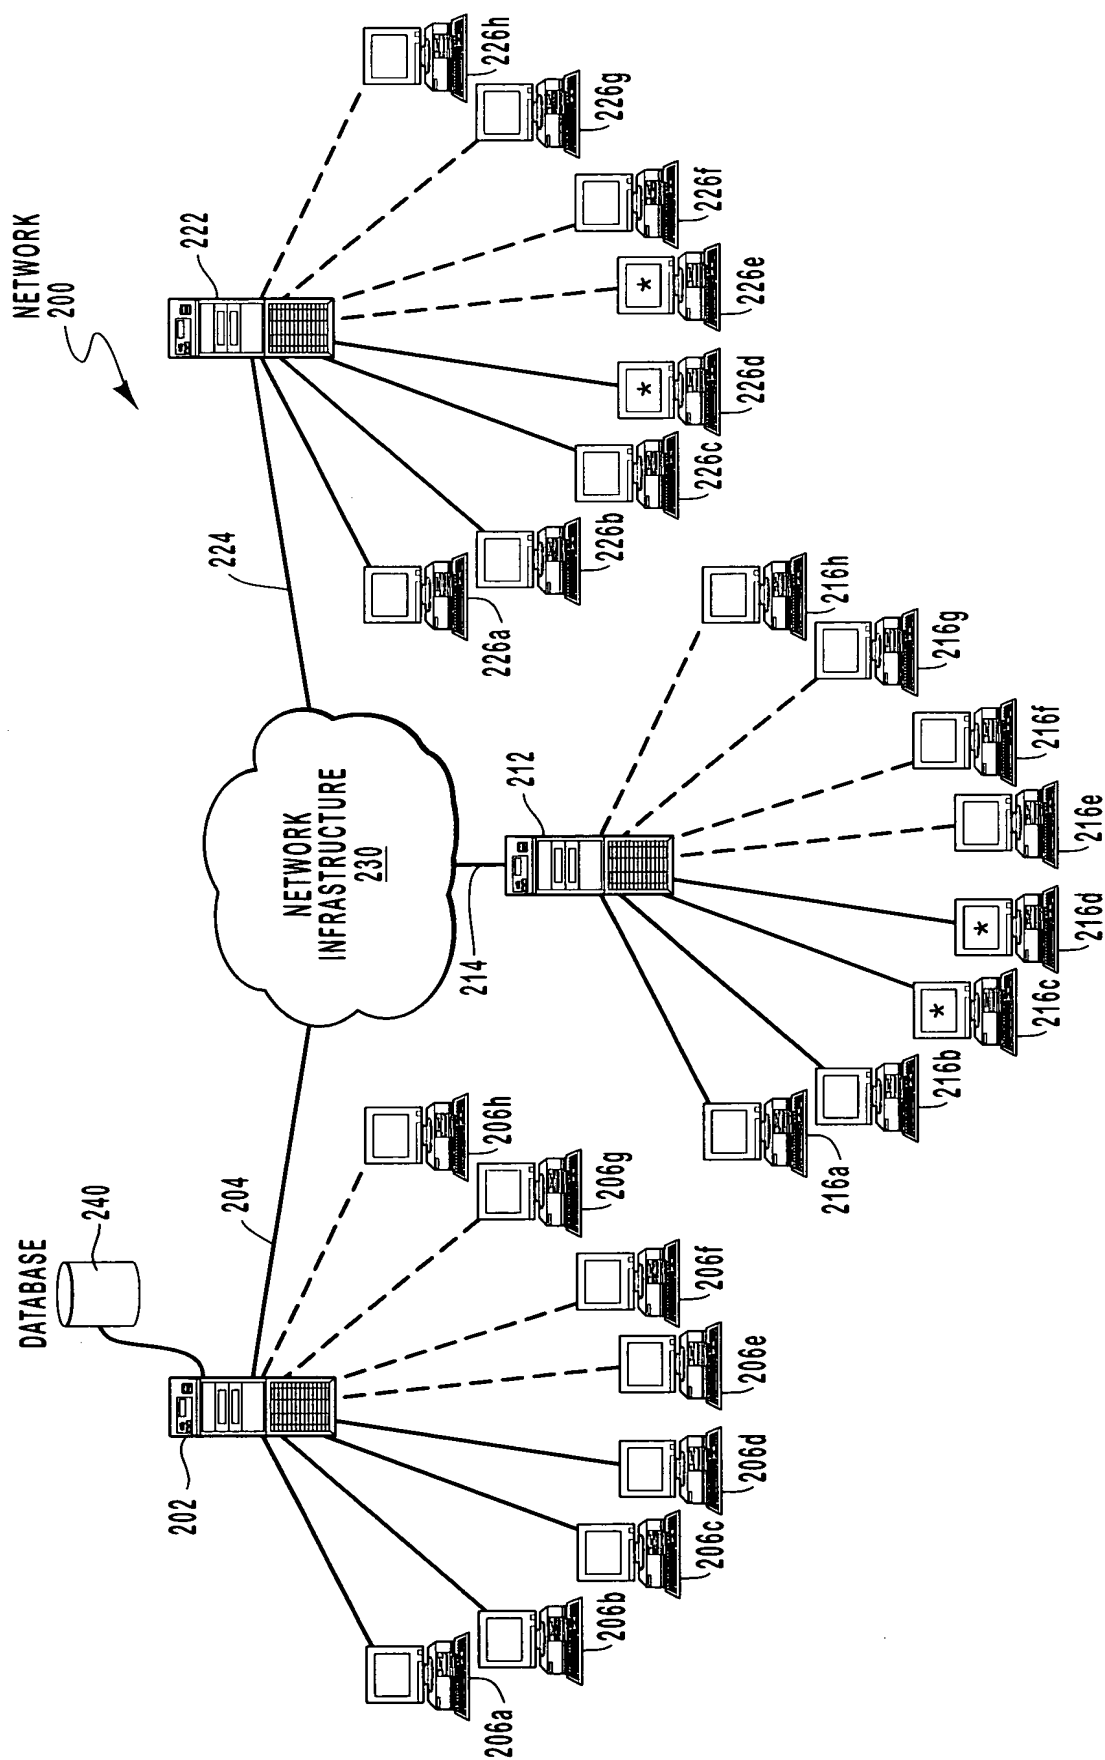 NETWORK
200
DATABASE
240
202
204
206a
206b
206c
206d
206e
206f
206g
206h
NETWORK
INFRASTRUCTURE
230
214
212
216a
216b
216c
*
216d
*
216e
216f
216g
216h
224
222
226a
226b
226c
226d
*
226e
*
226f
226g
226h